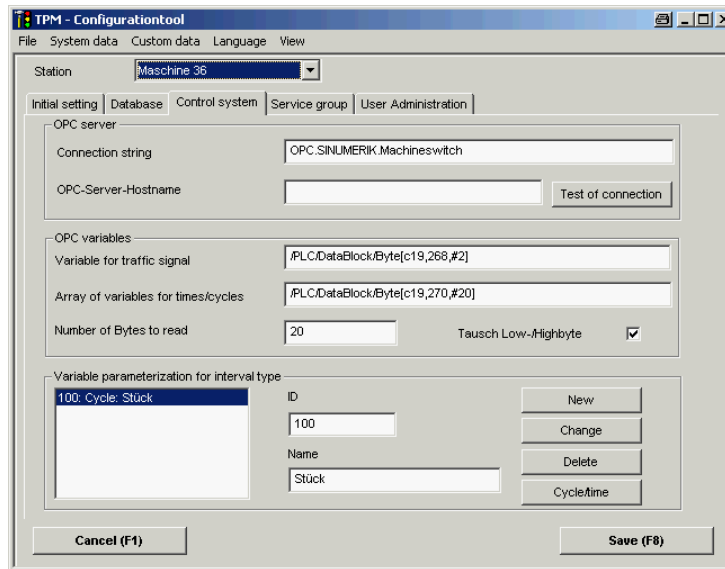 TPM - Configurationtool
File System data Custom data Language View
Station Maschine 36
Initial setting Database Control system Service group User Administration
OPC server
Connection string OPC.SINUMERIK.Machineswitch
OPC-Server-Hostname Test of connection
OPC variables
Variable for traffic signal /PLC/DataBlock/Byte[c19,268,#2]
Array of variables for times/cycles /PLC/DataBlock/Byte[c19,270,#20]
Number of Bytes to read 20 Tausch Low-/Highbyte
Variable parameterization for interval type
100: Cycle: Stück ID New
100 Change
Name Delete
Stück Cycle/time
Cancel (F1) Save (F8)